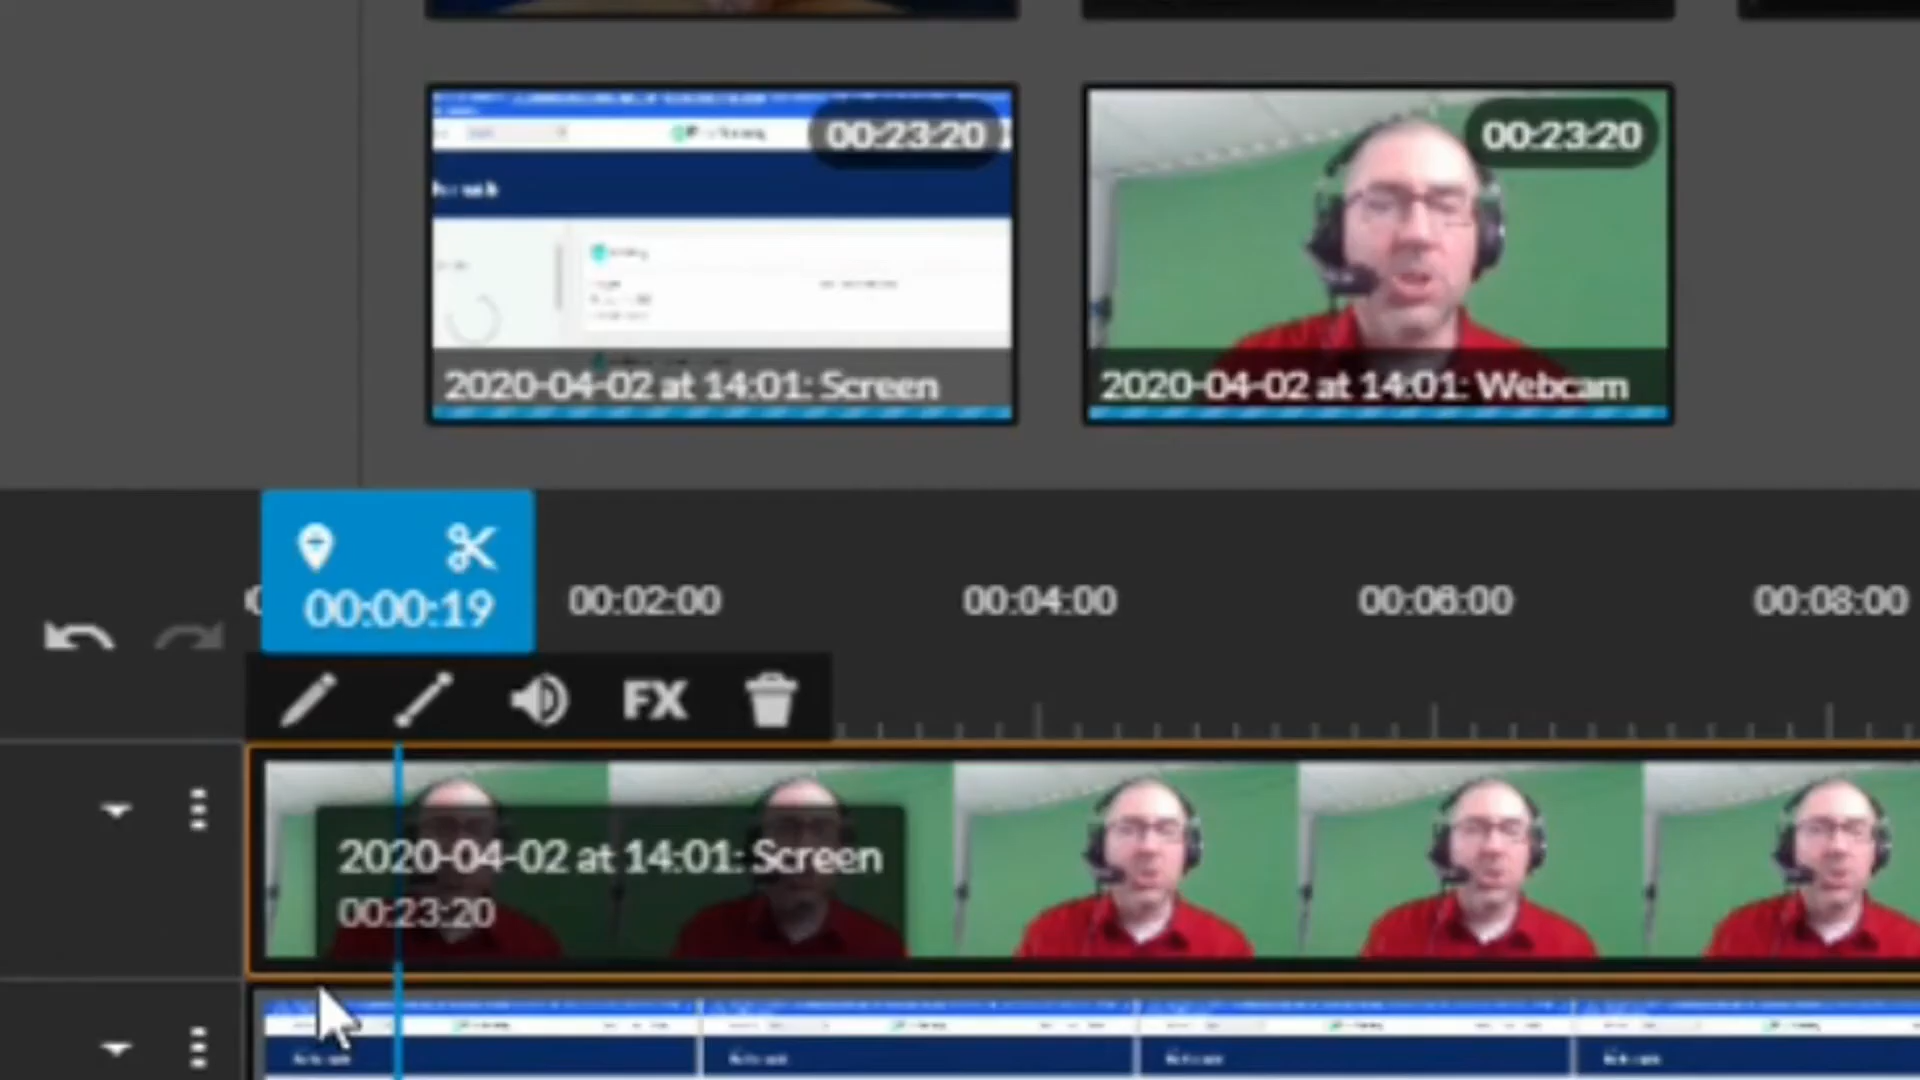 00:23:20
00:23:20
2020-04-02 at 14:01: Screen
2020-04-02 at 14:01: Webcam
00:00:19
00:02:00
00:04:00
00:06:00
00:08:00
FX
2020-04-02 at 14:01: Screen
00:23:20